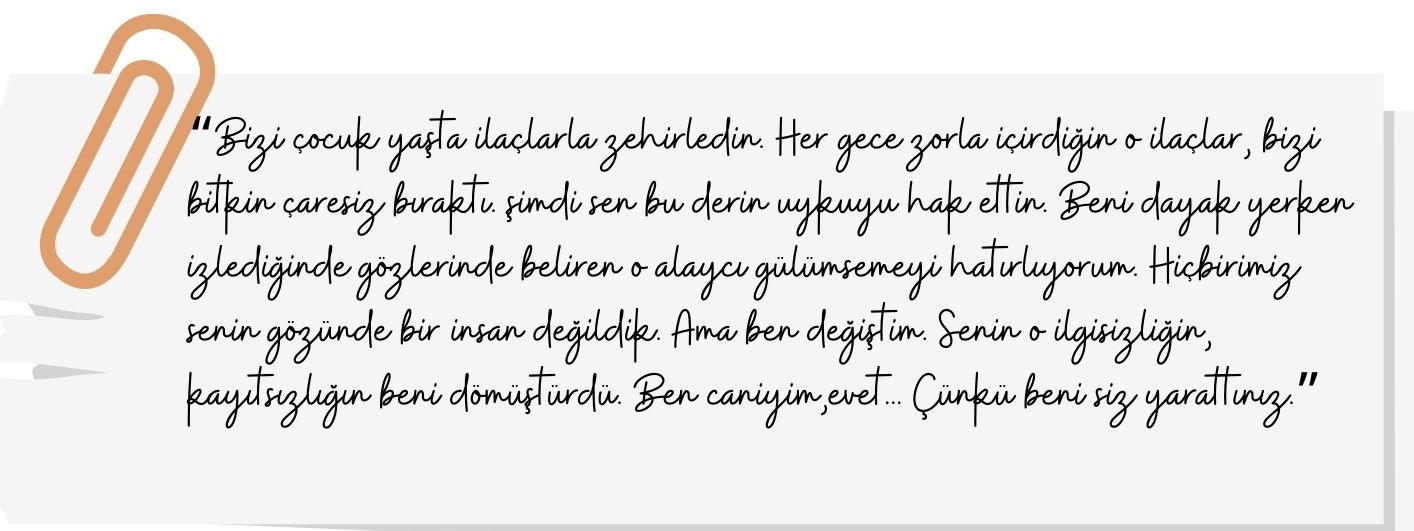 “Bizi çocuk yaşta ilaçlarla zehirledin. Her gece zorla içirdiğin o ilaçlar, bizi
bitkin çaresiz bıraktı. şimdi sen bu derin uykuyu hak ettin. Beni dayak yerken
izlediğinde gözlerinde beliren o alaycı gülümsemeyi hatırlıyorum. Hiçbirimiz
senin gözünde bir insan değildik. Ama ben değiştim. Senin o ilgisizliğin,
kayıtsızlığın beni dömüştürdü. Ben caniyim,evet... Çünkü beni siz yarattınız.”